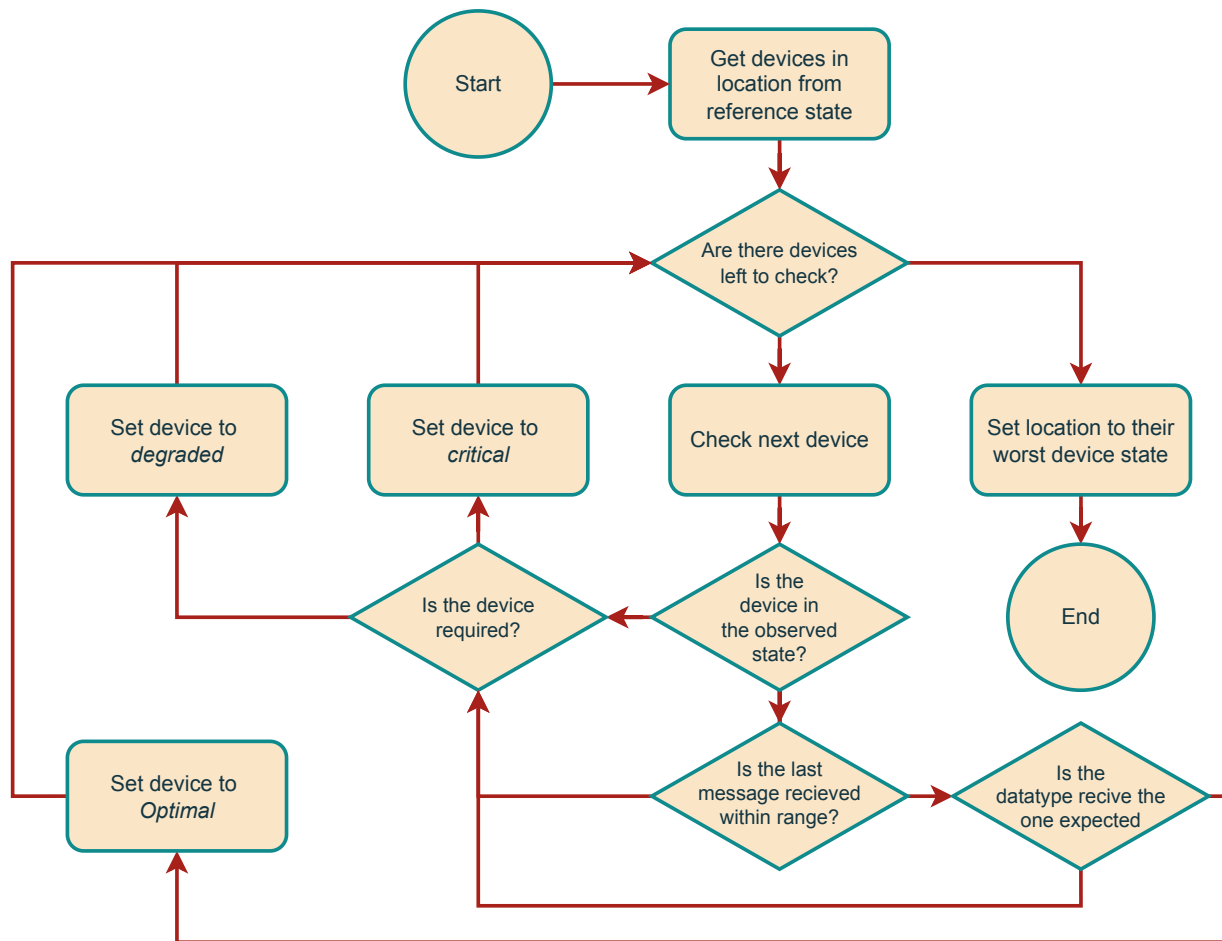 Start
Get devices in
location from
reference state
Are there devices
left to check?
Set device to
degraded
Set device to
critical
Check next device
Set location to their
worst device state
Is the device
required?
Is the
device in
the observed
state?
End
Set device to
Optimal
Is the last
message recieved
within range?
Is the
datatype recive the
one expected